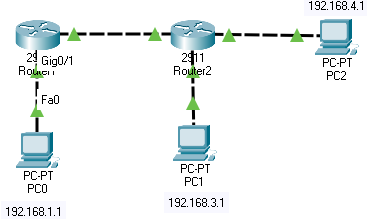 192.168.4.1
Gig0/1
2911
Router2
PC-PT
PC2
Fa0
PC-PT
PC0
PC-PT
PC1
192.168.1.1
192.168.3.1